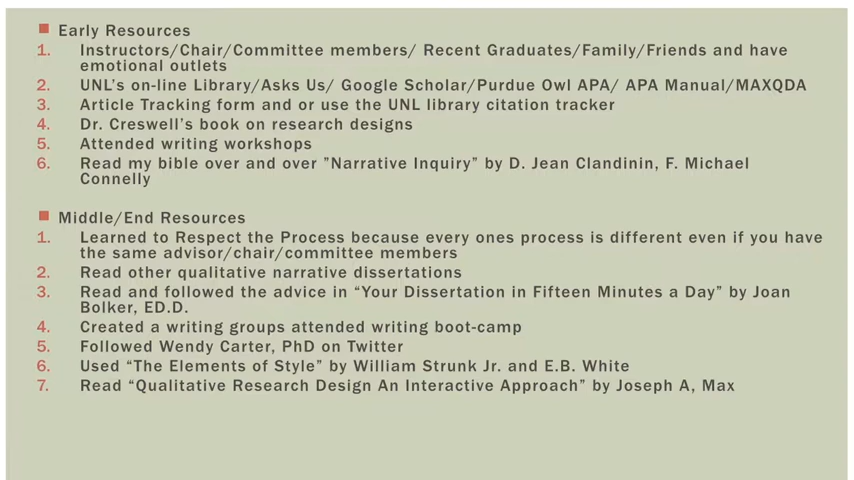 Early Resources
1. Instructors/Chair/Committee members/ Recent Graduates/Family/Friends and have
emotional outlets
2. UNL's on-line Library/Asks Us/ Google Scholar/Purdue Owl APA/ APA Manual/MAXQDA
3. Article Tracking form and or use the UNL library citation tracker
4. Dr. Creswell's book on research designs
5. Attended writing workshops
6. Read my bible over and over ”Narrative Inquiry” by D. Jean Clandinin, F. Michael
Connelly
Middle/End Resources
1. Learned to Respect the Process because every ones process is different even if you have
the same advisor/chair/committee members
2. Read other qualitative narrative dissertations
3. Read and followed the advice in “Your Dissertation in Fifteen Minutes a Day” by Joan
Bolker, ED.D.
4. Created a writing groups attended writing boot-camp
5. Followed Wendy Carter, PhD on Twitter
6. Used “The Elements of Style” by William Strunk Jr. and E.B. White
7. Read “Qualitative Research Design An Interactive Approach” by Joseph A, Max